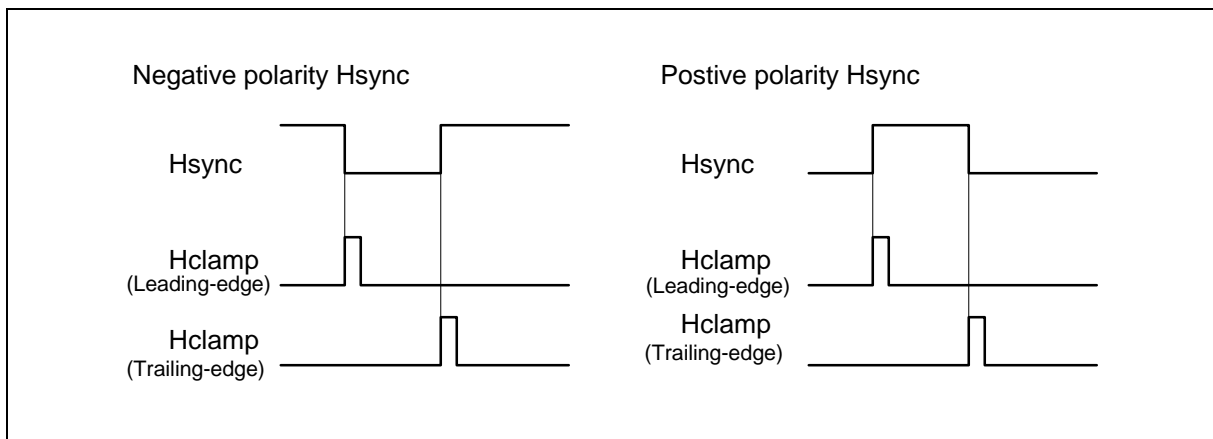 Negative polarity Hsync
Hsync
Hclamp
(Leading-edge)
Hclamp
(Trailing-edge)
Postive polarity Hsync
Hsync
Hclamp
(Leading-edge)
Hclamp
(Trailing-edge)